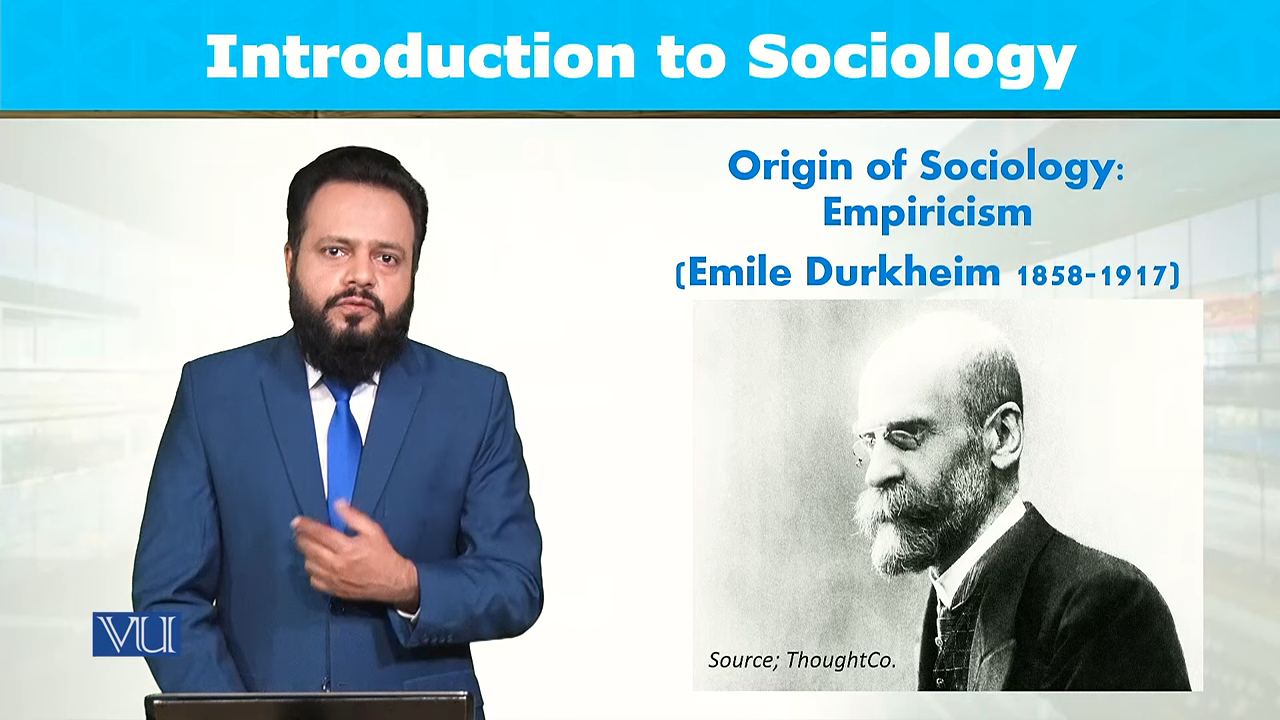 Introduction to Sociology
Origin of Sociology:
Empiricism
(Emile Durkheim 1858-1917)
Source; ThoughtCo.
VU